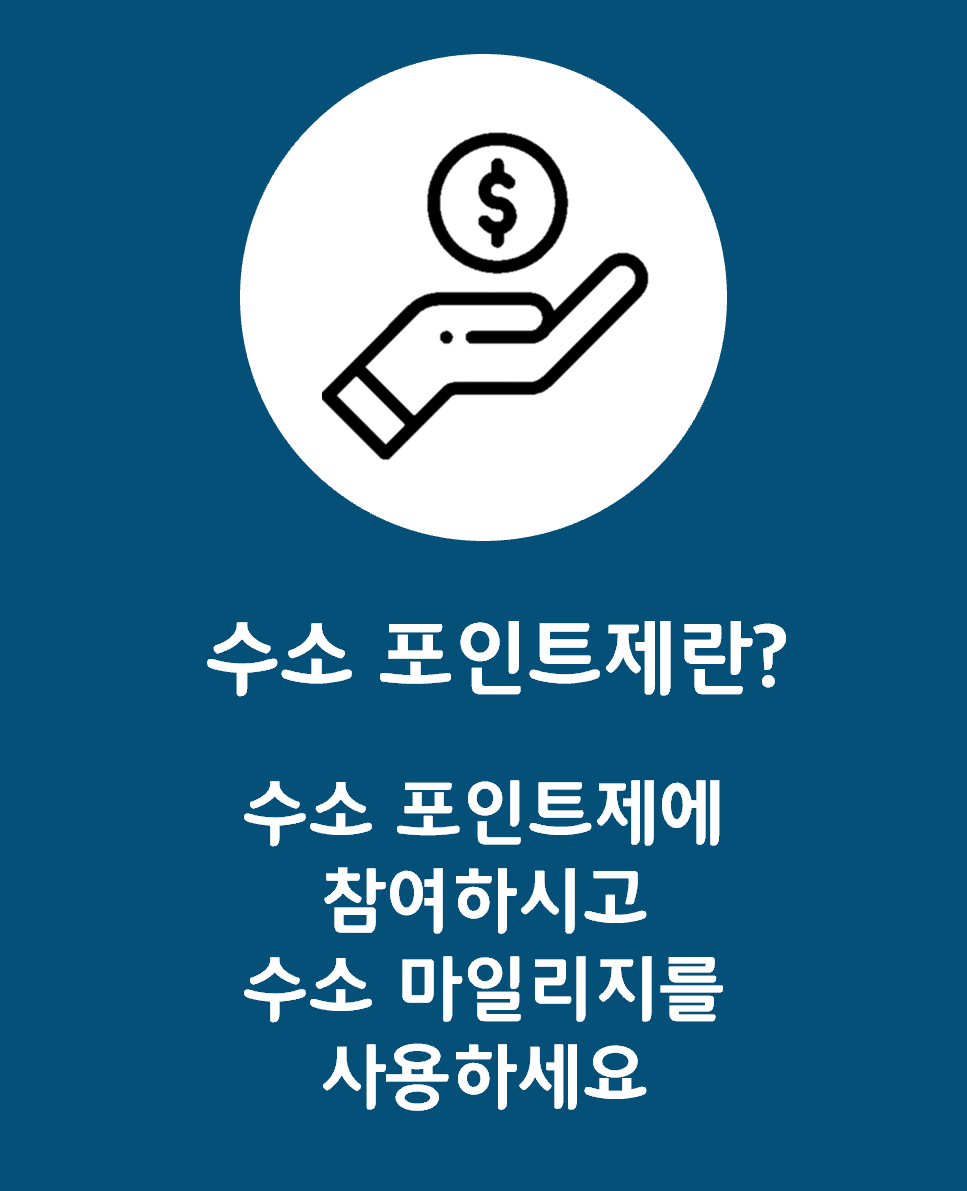 $
수소 포인트제란?
수소 포인트제에
참여하시고
수소 마일리지를
사용하세요